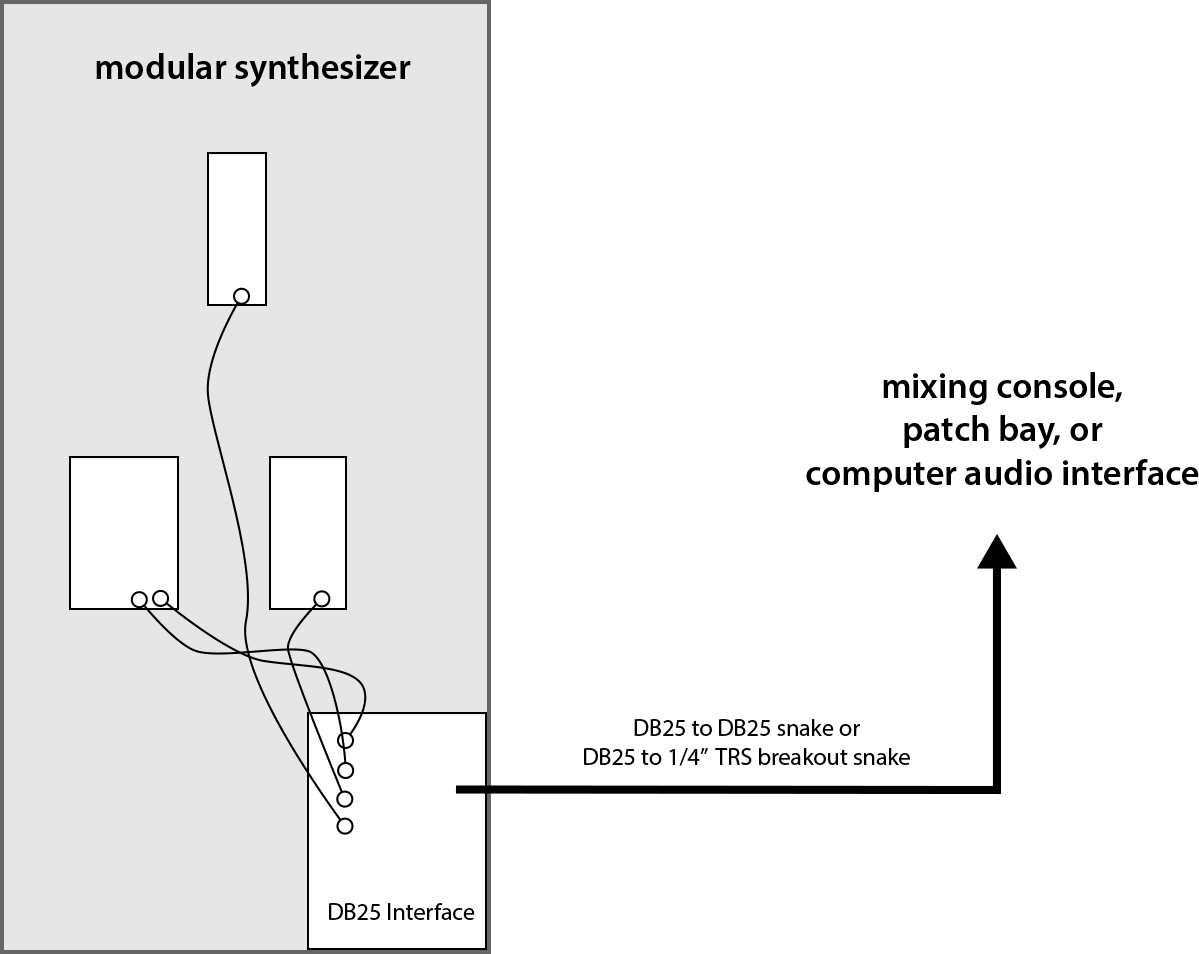 modular synthesizer
mixing console,
patch bay, or
computer audio interface
DB25 to DB25 snake or
DB25 to 1/4” TRS breakout snake
DB25 Interface